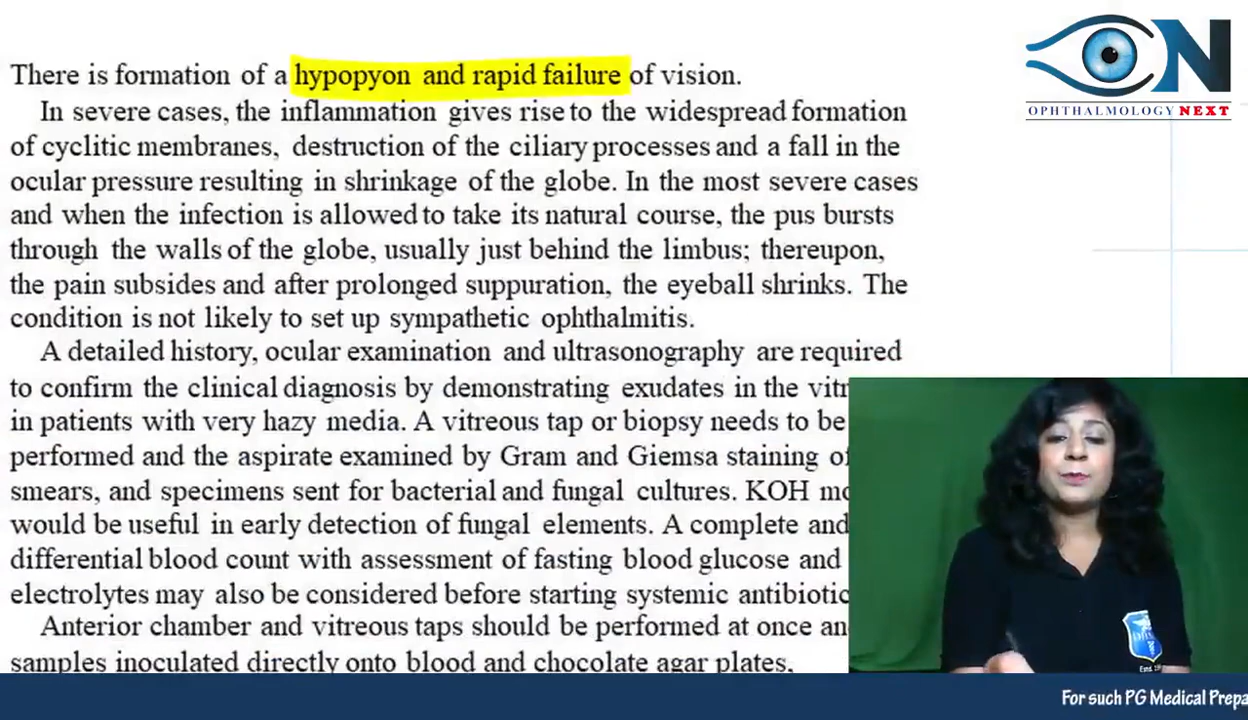 There is formation of a hypopyon and rapid failure of vision.
In severe cases, the inflammation gives rise to the widespread formation
of cyclitic membranes, destruction of the ciliary processes and a fall in the
ocular pressure resulting in shrinkage of the globe. In the most severe cases
and when the infection is allowed to take its natural course, the pus bursts
through the walls of the globe, usually just behind the limbus; thereupon,
the pain subsides and after prolonged suppuration, the eyeball shrinks. The
condition is not likely to set up sympathetic ophthalmitis.
A detailed history, ocular examination and ultrasonography are required
to confirm the clinical diagnosis by demonstrating exudates in the vitr
in patients with very hazy media. A vitreous tap or biopsy needs to be
performed and the aspirate examined by Gram and Giemsa staining of
smears, and specimens sent for bacterial and fungal cultures. KOH mo
would be useful in early detection of fungal elements. A complete and
differential blood count with assessment of fasting blood glucose and
electrolytes may also be considered before starting systemic antibiotic
Anterior chamber and vitreous taps should be performed at once an
samples inoculated directly onto blood and chocolate agar plates,
ON
OPHTHALMOLOGY NEXT
For such PG Medical Prepa